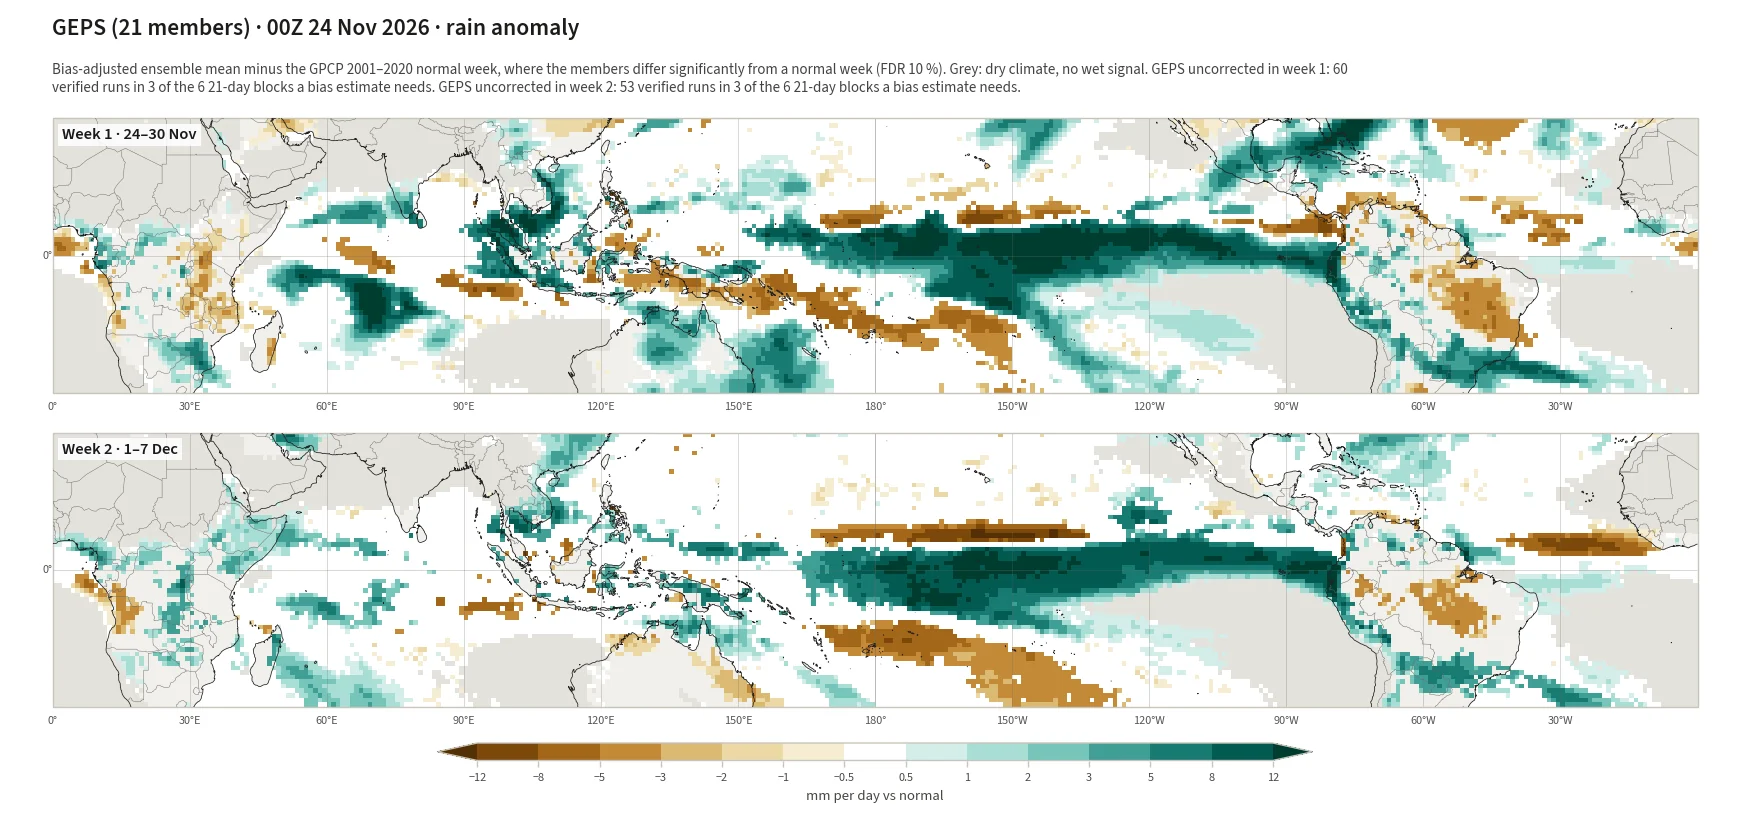 GEPS (21 members) · 00Z 24 Nov 2026 · rain anomaly
Bias-adjusted ensemble mean minus the GPCP 2001–2020 normal week, where the members differ significantly from a normal week (FDR 10 %). Grey: dry climate, no wet signal. GEPS uncorrected in week 1: 60
verified runs in 3 of the 6 21-day blocks a bias estimate needs. GEPS uncorrected in week 2: 53 verified runs in 3 of the 6 21-day blocks a bias estimate needs.
Week 1 · 24–30 Nov
0°
0° 30°E 60°E 90°E 120°E 150°E 180° 150°W 120°W 90°W 60°W 30°W
Week 2 · 1–7 Dec
0°
0° 30°E 60°E 90°E 120°E 150°E 180° 150°W 120°W 90°W 60°W 30°W
−12 −8 −5 −3 −2 −1 −0.5 0.5 1 2 3 5 8 12
mm per day vs normal